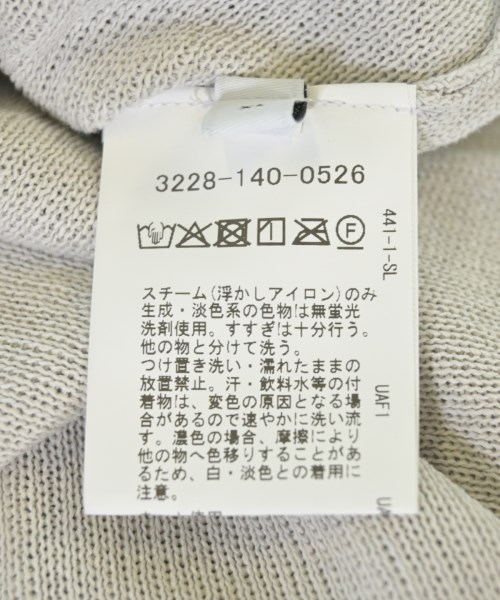 3228-140-0526
441-1-SL
スチーム(浮かしアイロン)のみ
生成・淡色系の色物は無蛍光
洗剤使用。すすぎは十分行う。
他の物と分けて洗う。
つけ置き洗い・濡れたままの
放置禁止。汗・飲料水等の付
着物は、変色の原因となる場
合があるので速やかに洗い流
す。濃色の場合、摩擦により
他の物へ色移りすることがあ
るため、白・淡色との着用に
注意。
UAF1